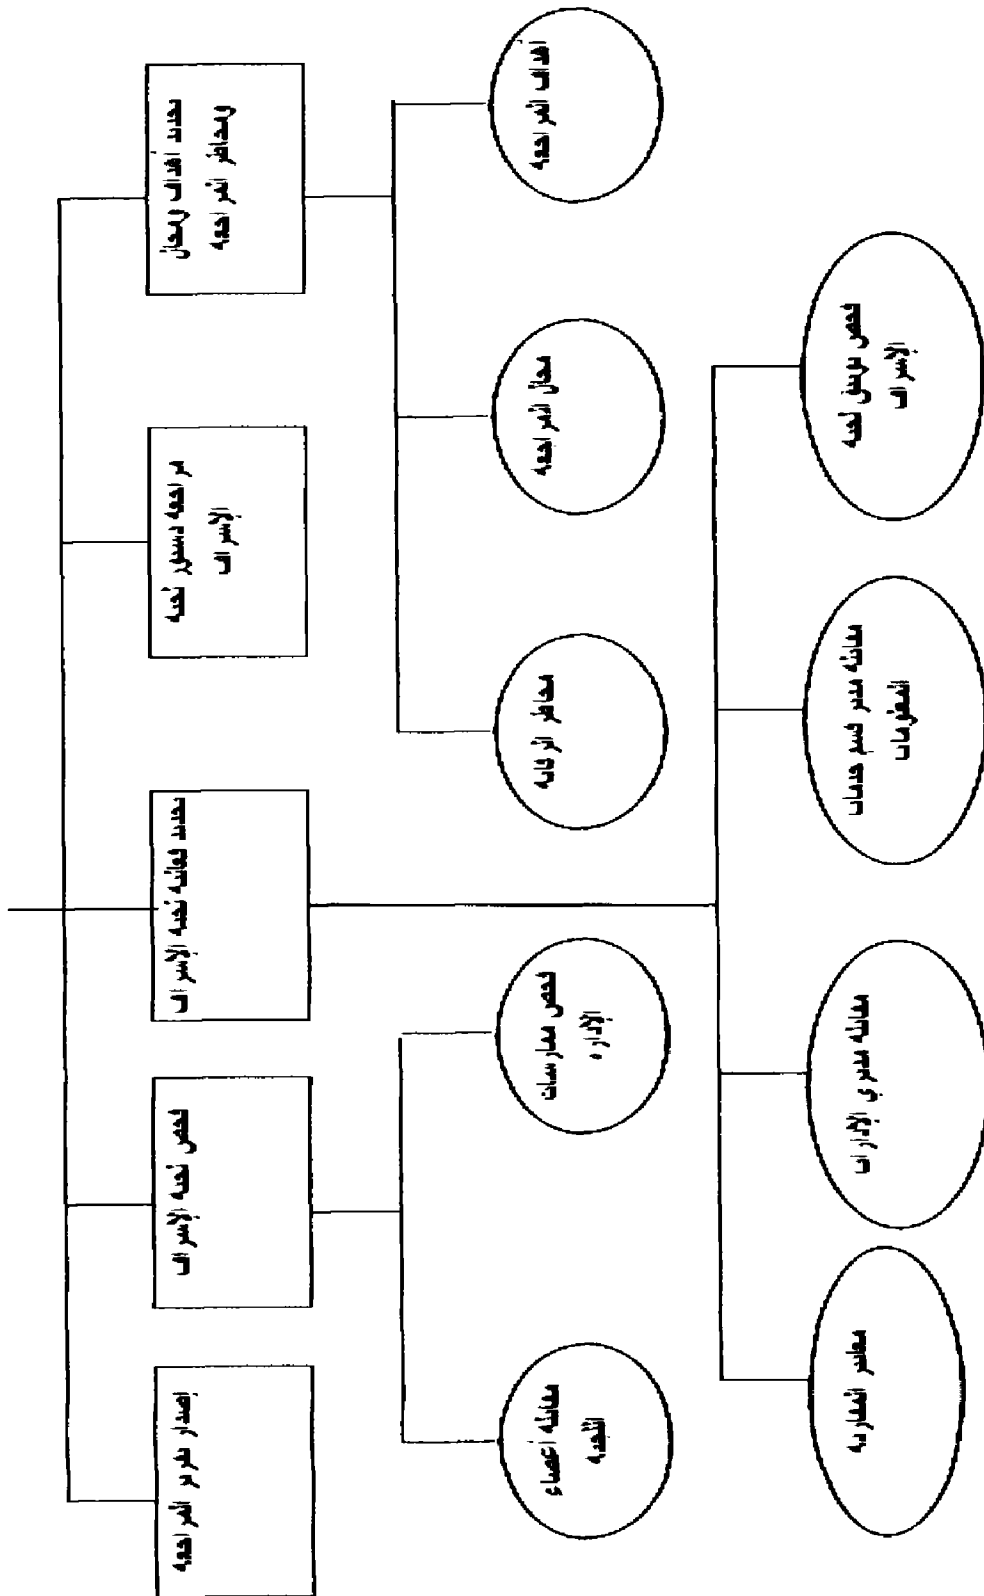 تحديد أهداف ومجال
ومخاطر المراجعة
مراجعة دستور لجنة
الإشراف
تحديد فعالية لجنة الإشراف
فحص لجنة الإشراف
إصدار تقرير المراجعة
أهداف المراجعة
مجال المراجعة
مخاطر الرقابة
فحص ممارسات
الإدارة
مقابلة أعضاء
اللجنة
فحص توثيق لجنة
الإشراف
مقابلة مدير قسم خدمات
المعلومات
مقابلة مديري الإدارات
معايير المقارنة